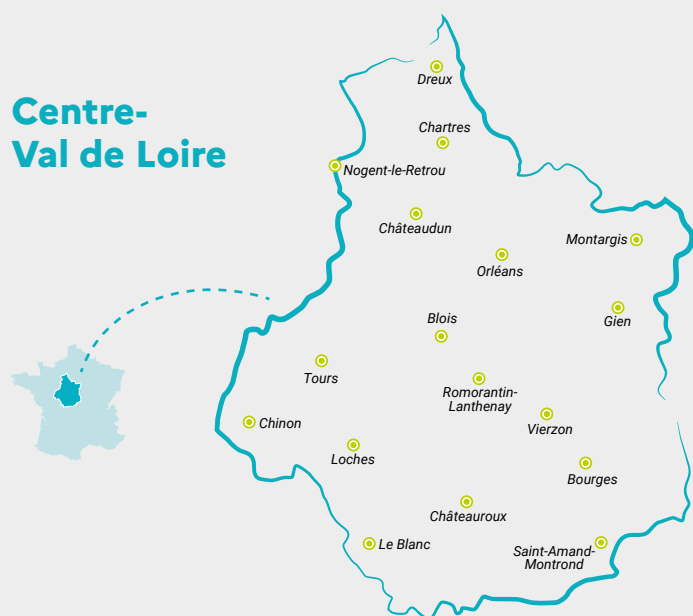 Centre-
Val de Loire
Dreux
Chartres
Nogent-le-Retrou
Châteaudun
Montargis
Orléans
Gien
Blois
Tours
Romorantin-
Lanthenay
Chinon
Vierzon
Loches
Bourges
Châteauroux
Le Blanc
Saint-Amand-
Montrond